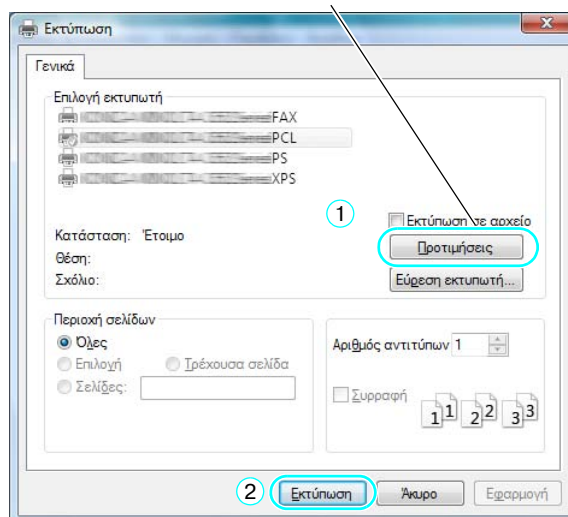 Εκτύπωση
Γενικά
Επιλογή εκτυπωτή
FAX
PCL
PS
XPS
1
Εκτύπωση σε αρχείο
Κατάσταση: Έτοιμο
Προτιμήσεις
Θέση:
Σχόλιο:
Εύρεση εκτυπωτή...
Περιοχή σελίδων
Όλες
Επιλογή
Τρέχουσα σελίδα
Σελίδες:
Αριθμός αντιτύπων 1
Συρραφή
1 1 2 2 3 3
2
Εκτύπωση
Άκυρο
Εφαρμογή